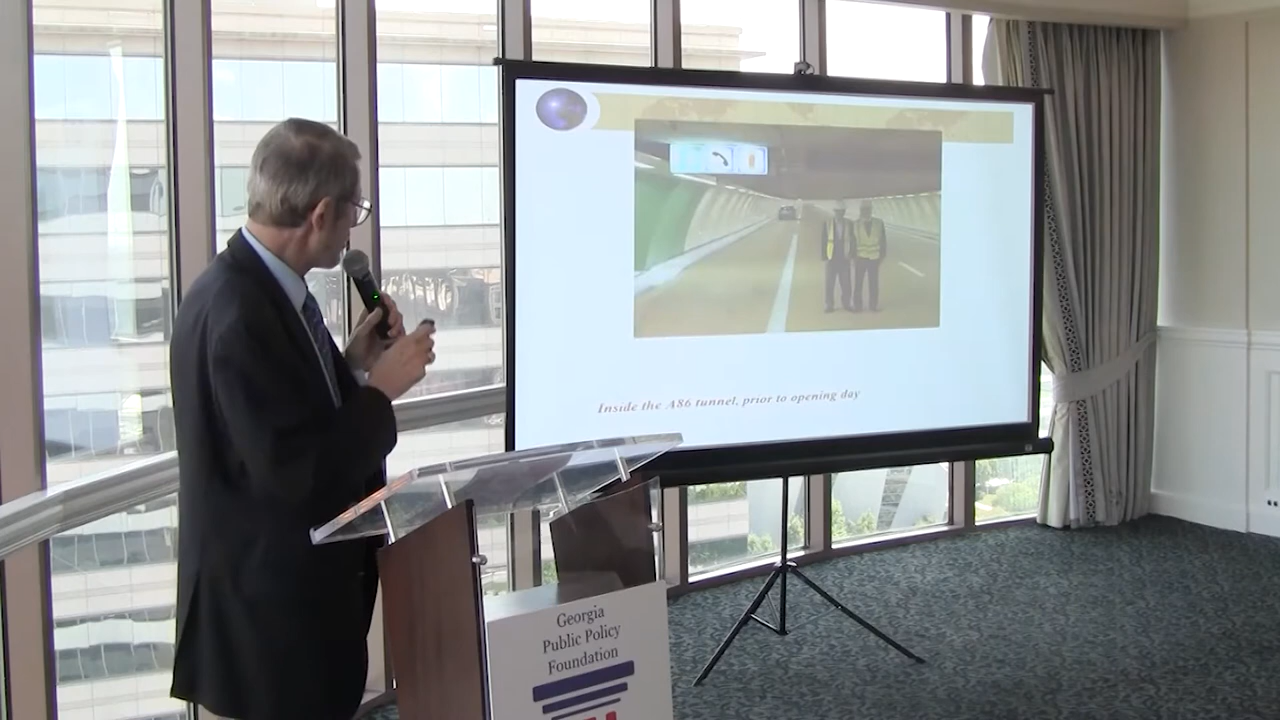 Inside the A86 tunnel, prior to opening day
Georgia
Public Policy
Foundation